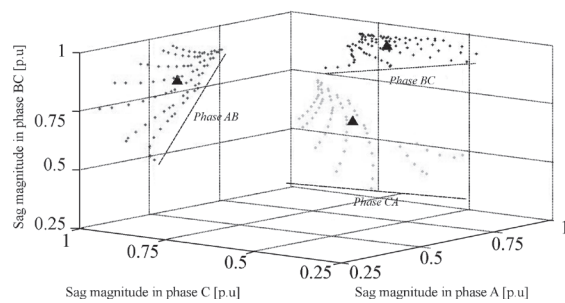 1
1
0.75
0.5
0.25
1
0.75
0.5
0.25
0.25
0.5
0.75
1
Phase AB
Phase BC
Phase CA
Sag magnitude in phase BC [p.u]
Sag magnitude in phase C [p.u]
Sag magnitude in phase A [p.u]